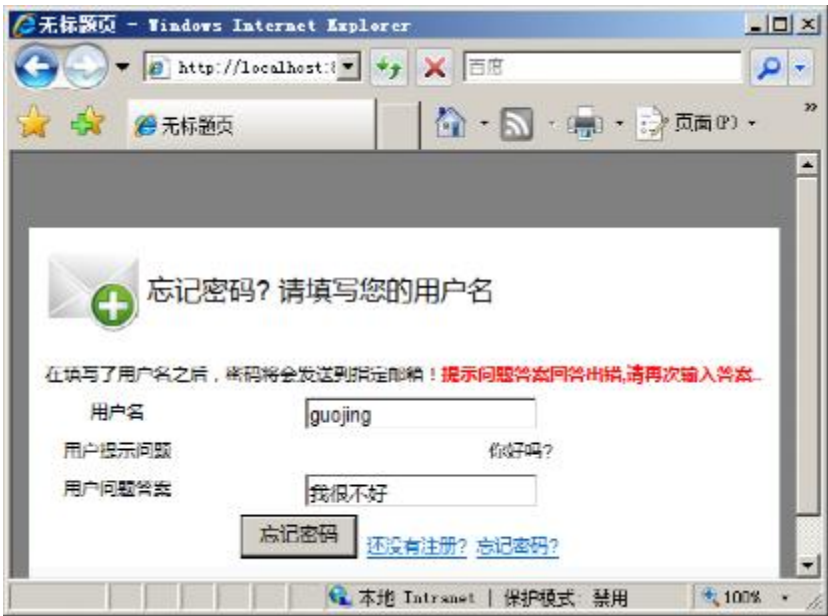 无标题页 - Windows Internet Explorer
http://localhost:8
百度
无标题页
页面(P)
»
忘记密码? 请填写您的用户名
在填写了用户名之后，密码将会发送到指定邮箱！提示问题答案回答出错,请再次输入答案..
用户名 guojing
用户提示问题 你好吗?
用户问题答案 我很不好
忘记密码 还没有注册? 忘记密码?
本地 Intranet | 保护模式: 禁用 100%